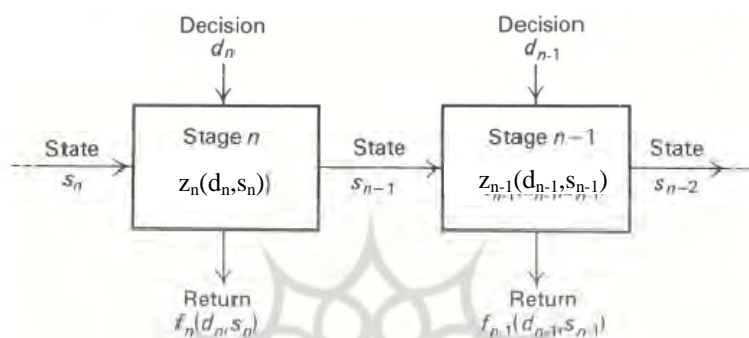 Decision
dₙ
Decision
dₙ₋₁
Stage n
Stage n−1
State
sₙ
zₙ(dₙ,sₙ)
State
sₙ₋₁
zₙ₋₁(dₙ₋₁,sₙ₋₁)
State
sₙ₋₂
Return
fₙ(dₙ,sₙ)
Return
fₙ₋₁(dₙ₋₁,sₙ₋₁)